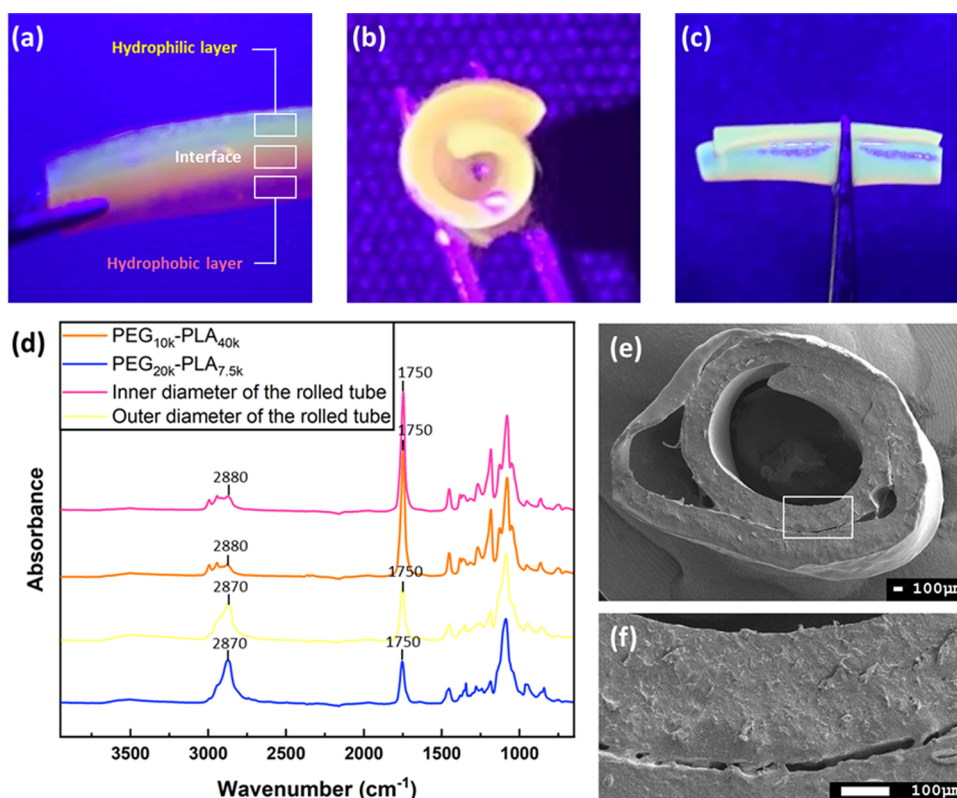 (a)
Hydrophilic layer
Interface
Hydrophobic layer
(b)
(c)
(d)
PEG10k-PLA40k
PEG20k-PLA7.5k
Inner diameter of the rolled tube
Outer diameter of the rolled tube
1750
1750
2880
2880
1750
2870
2870
1750
Absorbance
3500 3000 2500 2000 1500 1000
Wavenumber (cm-1)
(e)
100µm
(f)
100µm